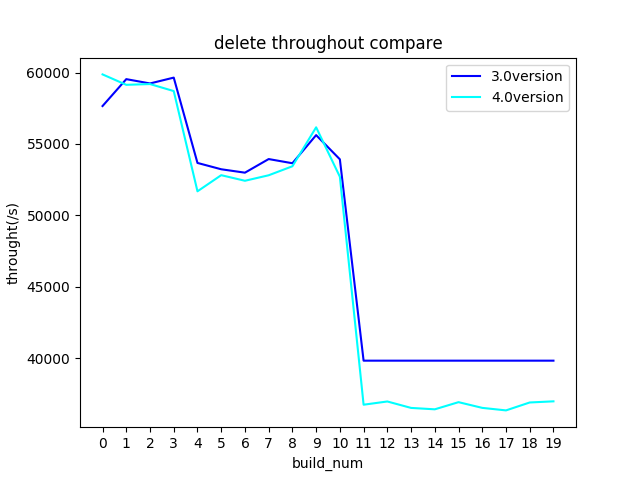 delete throughout compare
3.0version
4.0version
throught(/s)
60000
55000
50000
45000
40000
0 1 2 3 4 5 6 7 8 9 10 11 12 13 14 15 16 17 18 19
build_num